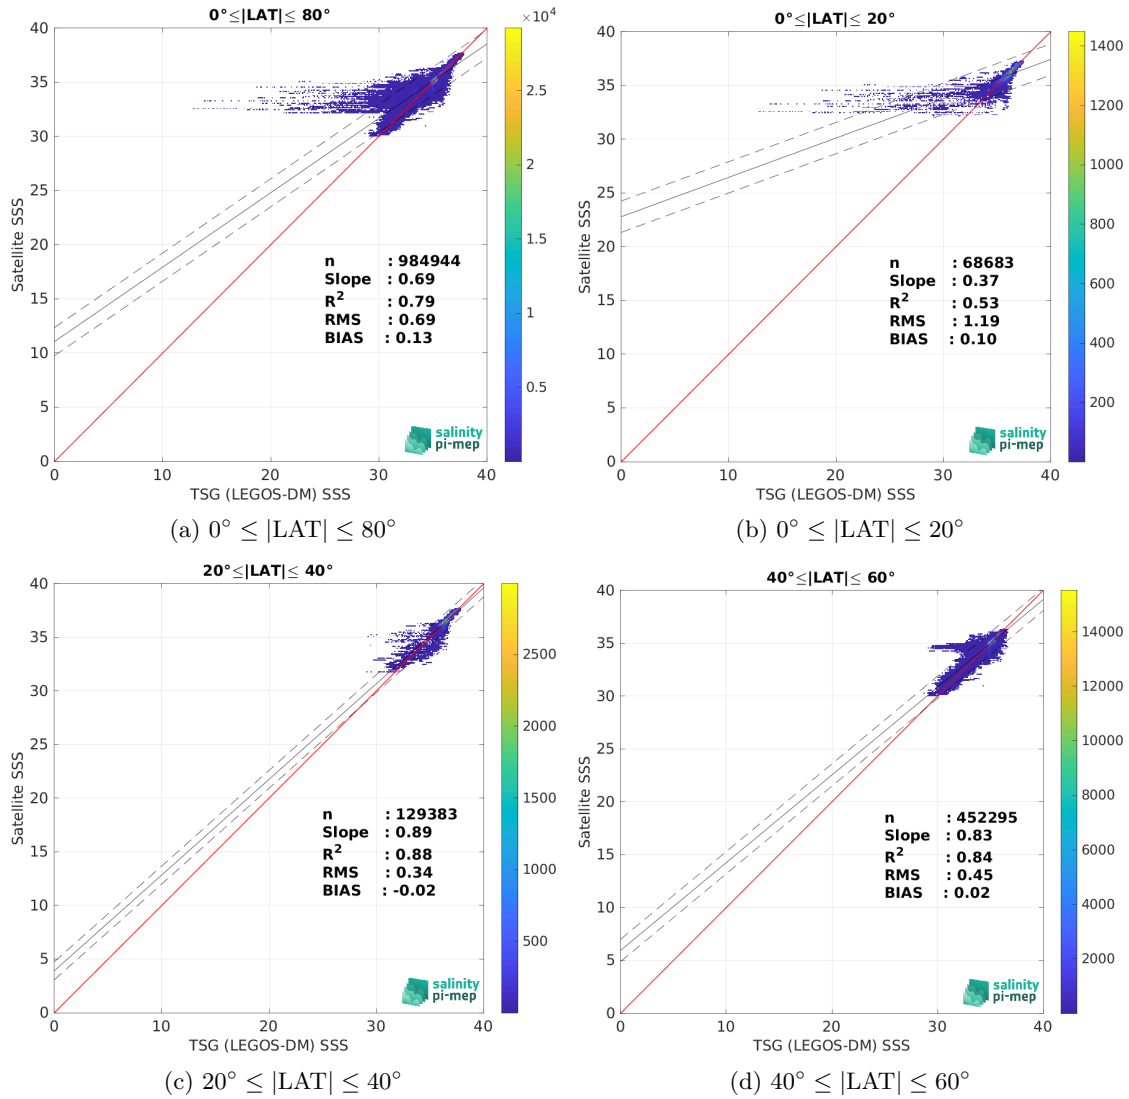 0°≤|LAT|≤ 80°
×10⁴
40
35
30
25
20
15
10
5
0
Satellite SSS
n : 984944
Slope : 0.69
R² : 0.79
RMS : 0.69
BIAS : 0.13
salinity
pi-mep
0 10 20 30 40
TSG (LEGOS-DM) SSS
2.5
2
1.5
1
0.5
(a) 0° ≤ |LAT| ≤ 80°
0°≤|LAT|≤ 20°
40
35
30
25
20
15
10
5
0
Satellite SSS
n : 68683
Slope : 0.37
R² : 0.53
RMS : 1.19
BIAS : 0.10
salinity
pi-mep
0 10 20 30 40
TSG (LEGOS-DM) SSS
1400
1200
1000
800
600
400
200
(b) 0° ≤ |LAT| ≤ 20°
20°≤|LAT|≤ 40°
40
35
30
25
20
15
10
5
0
Satellite SSS
n : 129383
Slope : 0.89
R² : 0.88
RMS : 0.34
BIAS : -0.02
salinity
pi-mep
0 10 20 30 40
TSG (LEGOS-DM) SSS
2500
2000
1500
1000
500
(c) 20° ≤ |LAT| ≤ 40°
40°≤|LAT|≤ 60°
40
35
30
25
20
15
10
5
0
Satellite SSS
n : 452295
Slope : 0.83
R² : 0.84
RMS : 0.45
BIAS : 0.02
salinity
pi-mep
0 10 20 30 40
TSG (LEGOS-DM) SSS
14000
12000
10000
8000
6000
4000
2000
(d) 40° ≤ |LAT| ≤ 60°